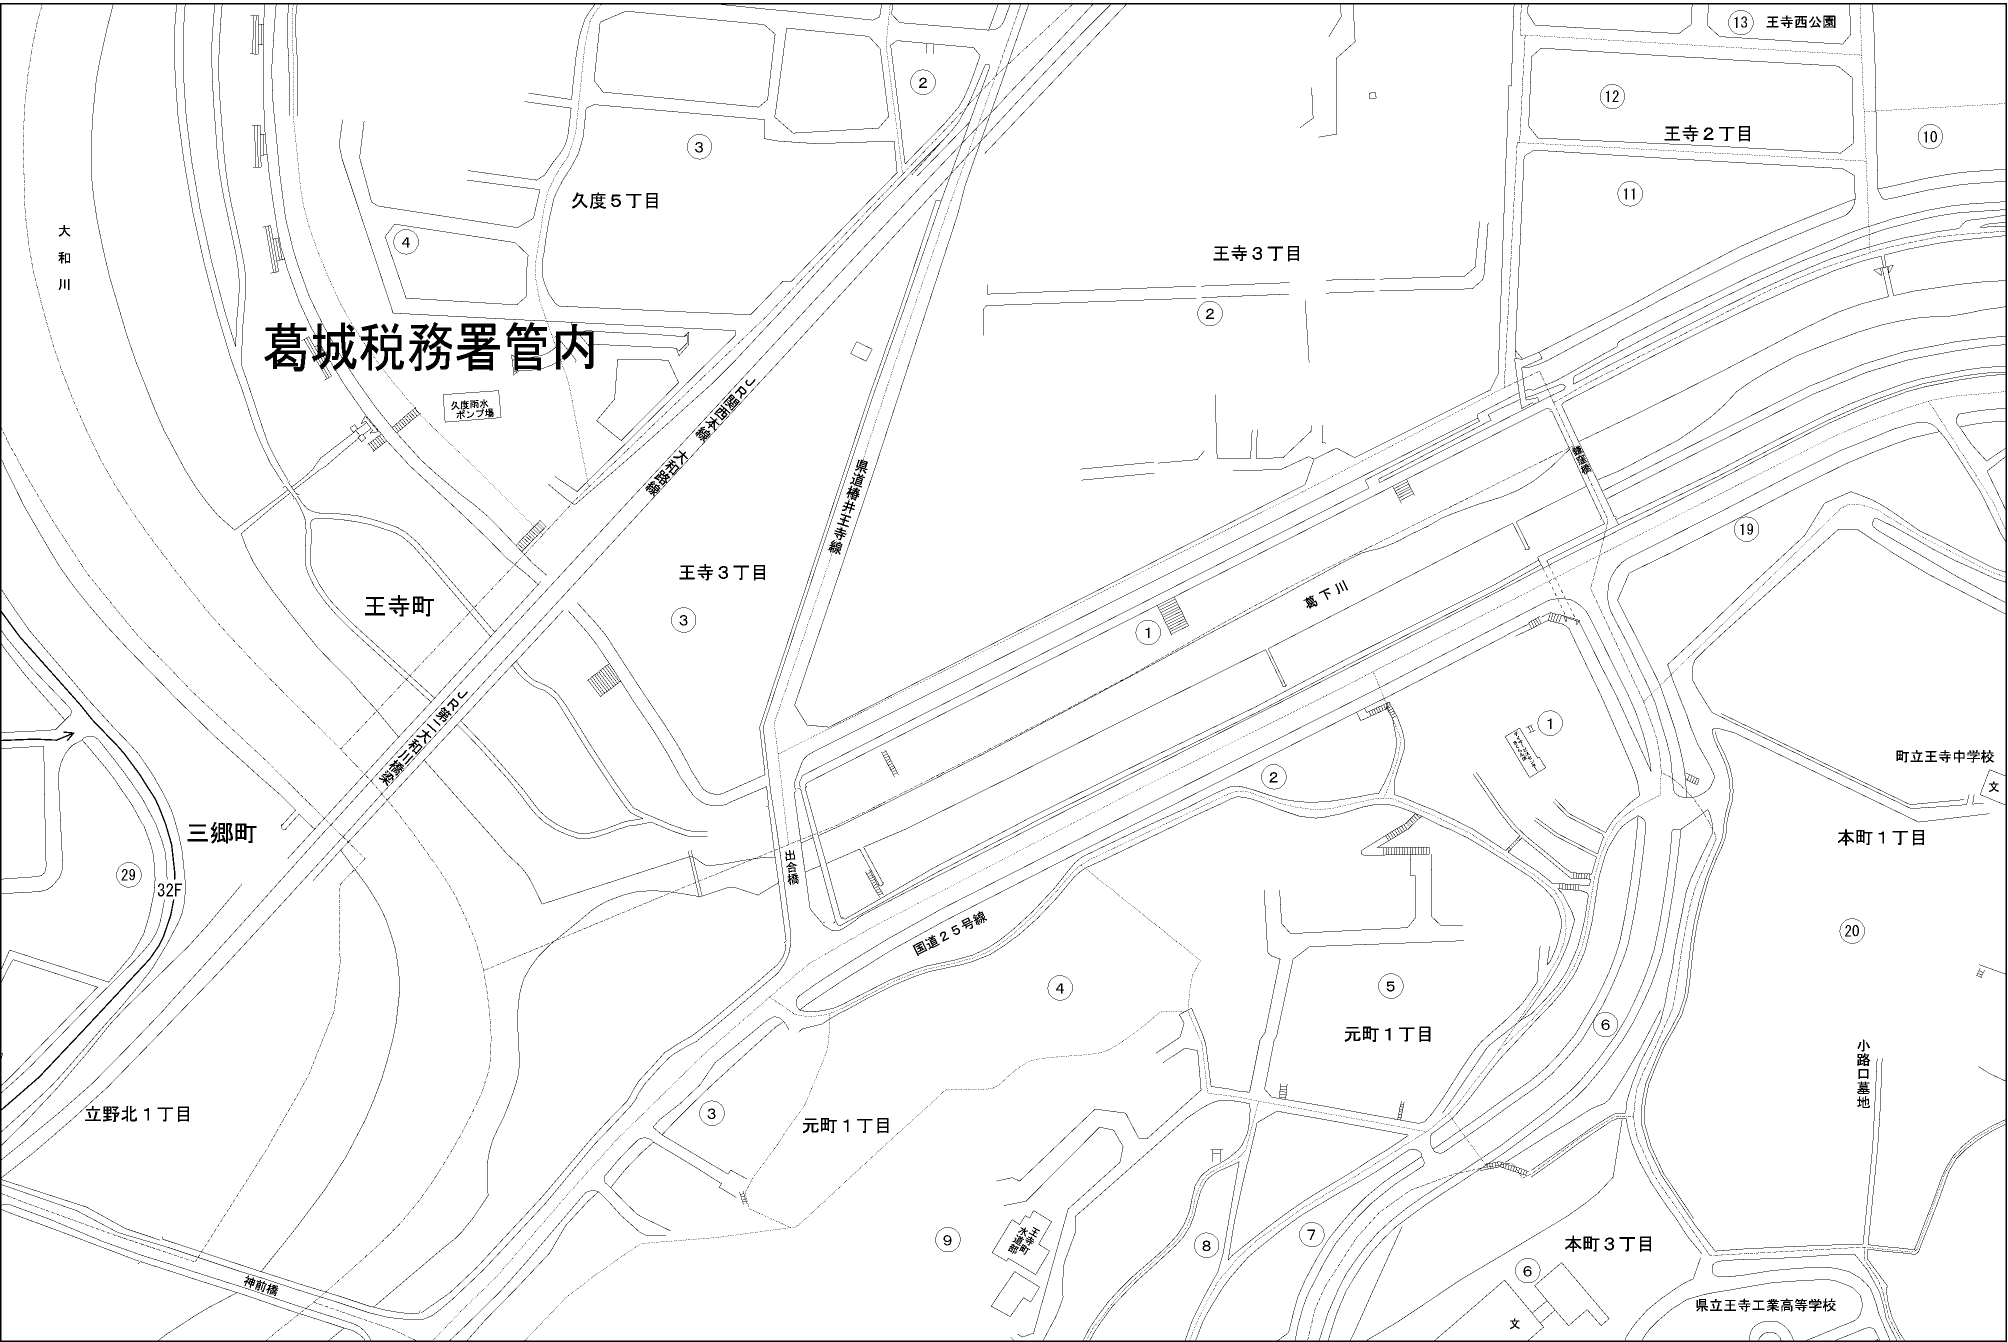 ⑬ 王寺西公園
②
⑫
王寺２丁目
⑩
③
久度５丁目
⑪
大和川
④
王寺３丁目
②
葛城税務署管内
久度雨水
ポンプ場
ＪＲ関西本線
大和路線
県道椿井王寺線
⑲
王寺３丁目
③
王寺町
葛下川
①
ＪＲ第二大和川橋梁
①
町立王寺中学校
文
②
三郷町
本町１丁目
出合橋
㉙
32F
国道２５号線
⑳
④
⑤
元町１丁目
⑥
小路口墓地
立野北１丁目
③
元町１丁目
⑨
王寺町
水道部
⑧
⑦
本町３丁目
⑥
神前橋
県立王寺工業高等学校
文